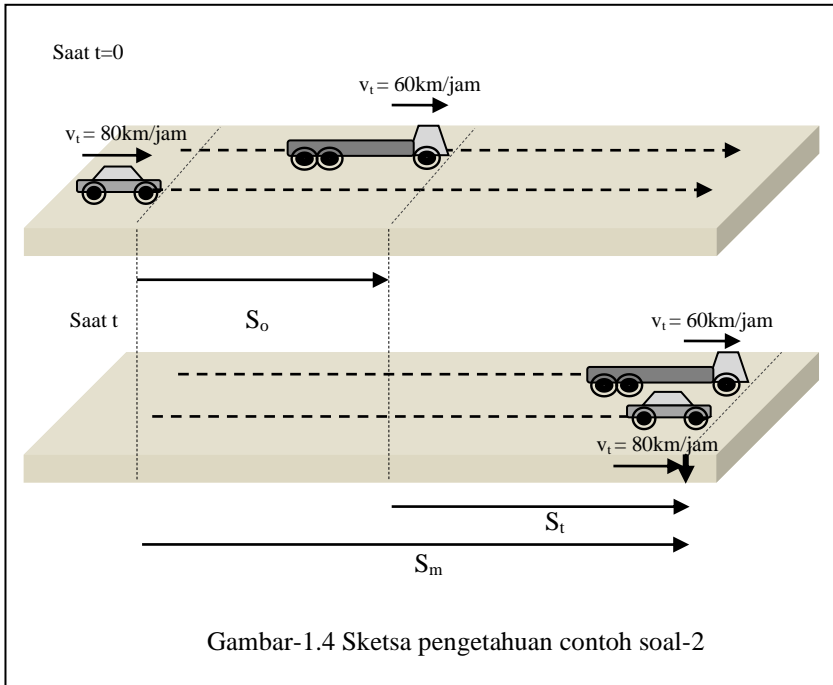 Saat t=0
v_t = 60km/jam
v_t = 80km/jam
S_o
Saat t
v_t = 60km/jam
v_t = 80km/jam
S_t
S_m
Gambar-1.4 Sketsa pengetahuan contoh soal-2